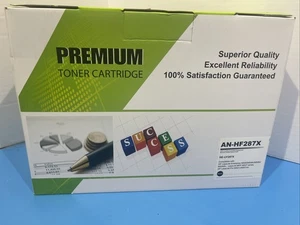 PREMIUM
TONER CARTRIDGE
Superior Quality
Excellent Reliability
100% Satisfaction Guaranteed
SUCCESS
AN-HF287X